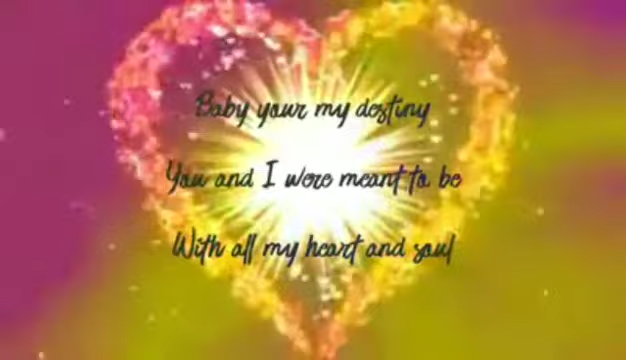 Baby your my destiny
You and I were meant to be
With all my heart and soul